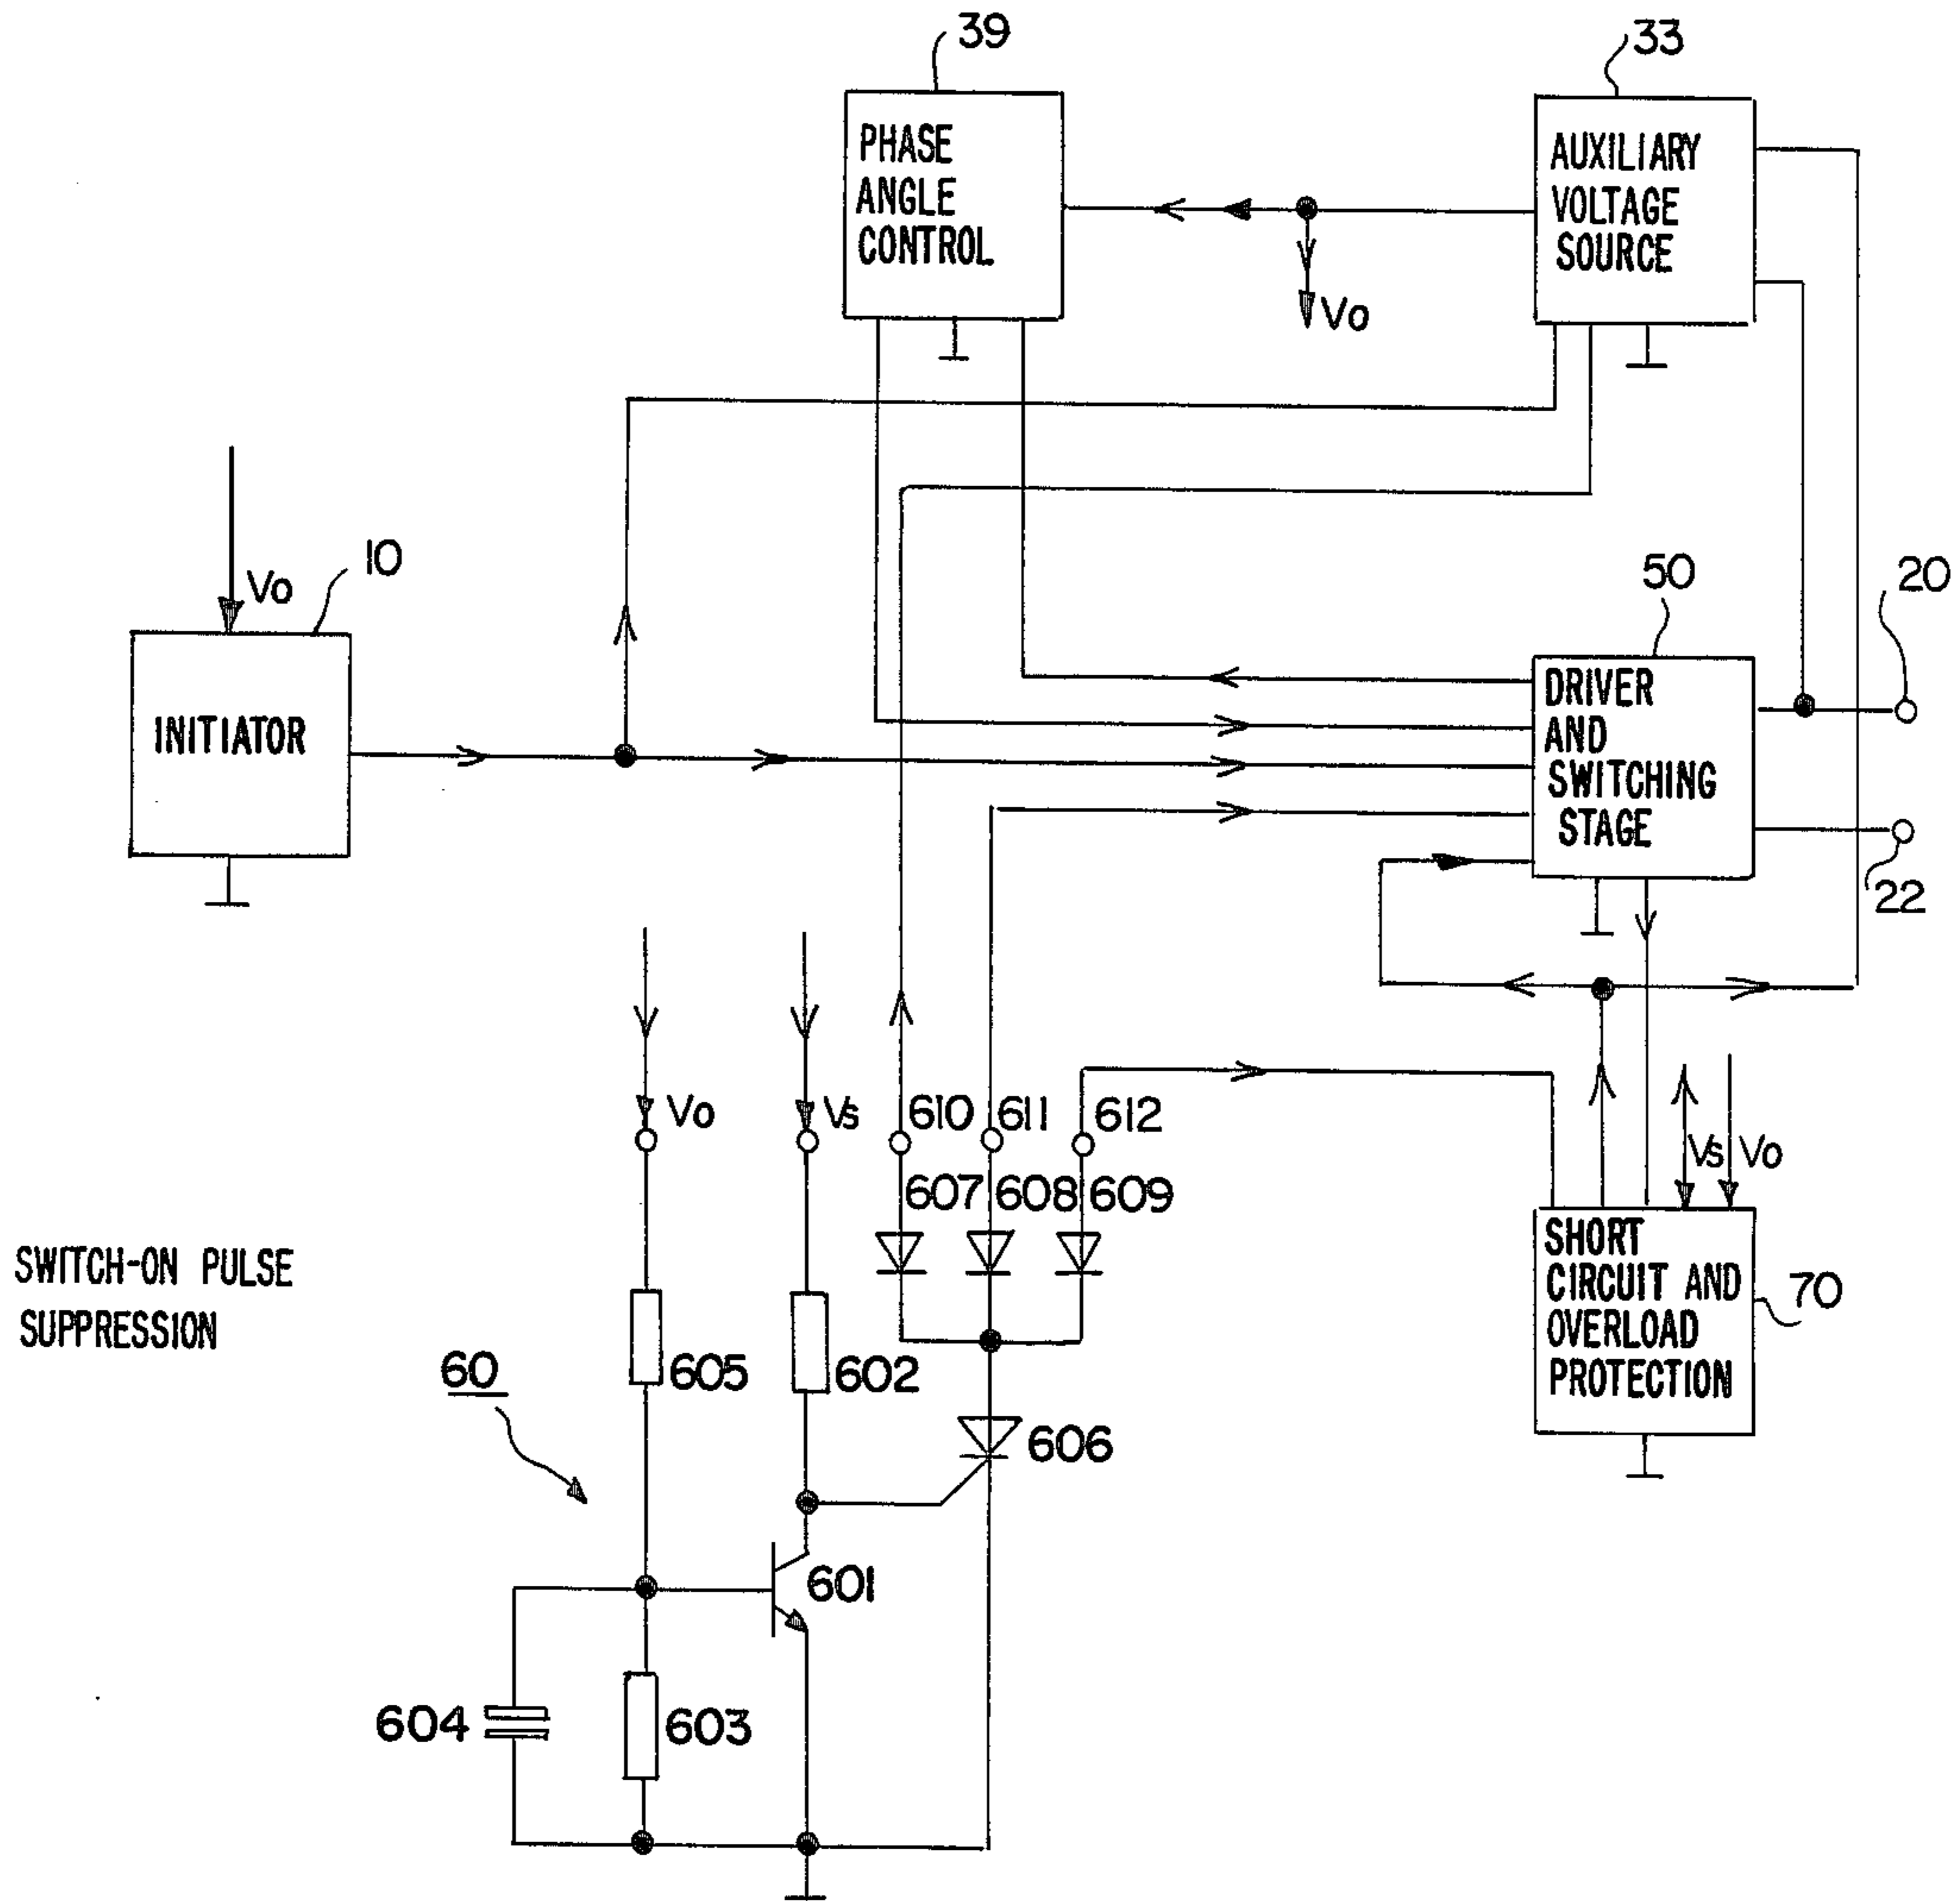 39
33
PHASE
ANGLE
CONTROL
AUXILIARY
VOLTAGE
SOURCE
Vo
Vo
10
INITIATOR
50
20
DRIVER
AND
SWITCHING
STAGE
22
Vo
Vs
610
611
612
Vs
Vo
607
608
609
SWITCH-ON PULSE
SUPPRESSION
SHORT
CIRCUIT AND
OVERLOAD
PROTECTION
70
60
605
602
606
601
604
603